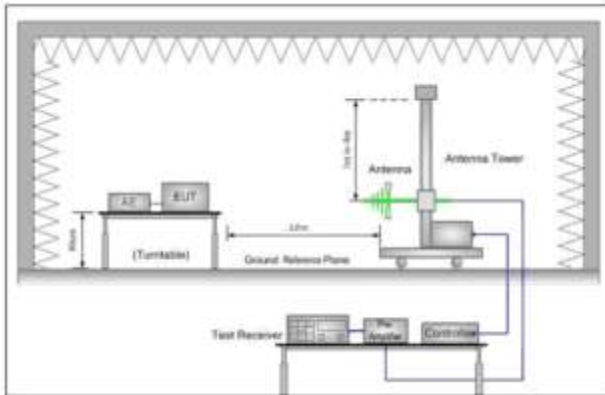 Antenna
Antenna Tower
AE
EUT
(Turntable)
Ground Reference Plane
Test Receiver
Pre-
Amplifier
Controller